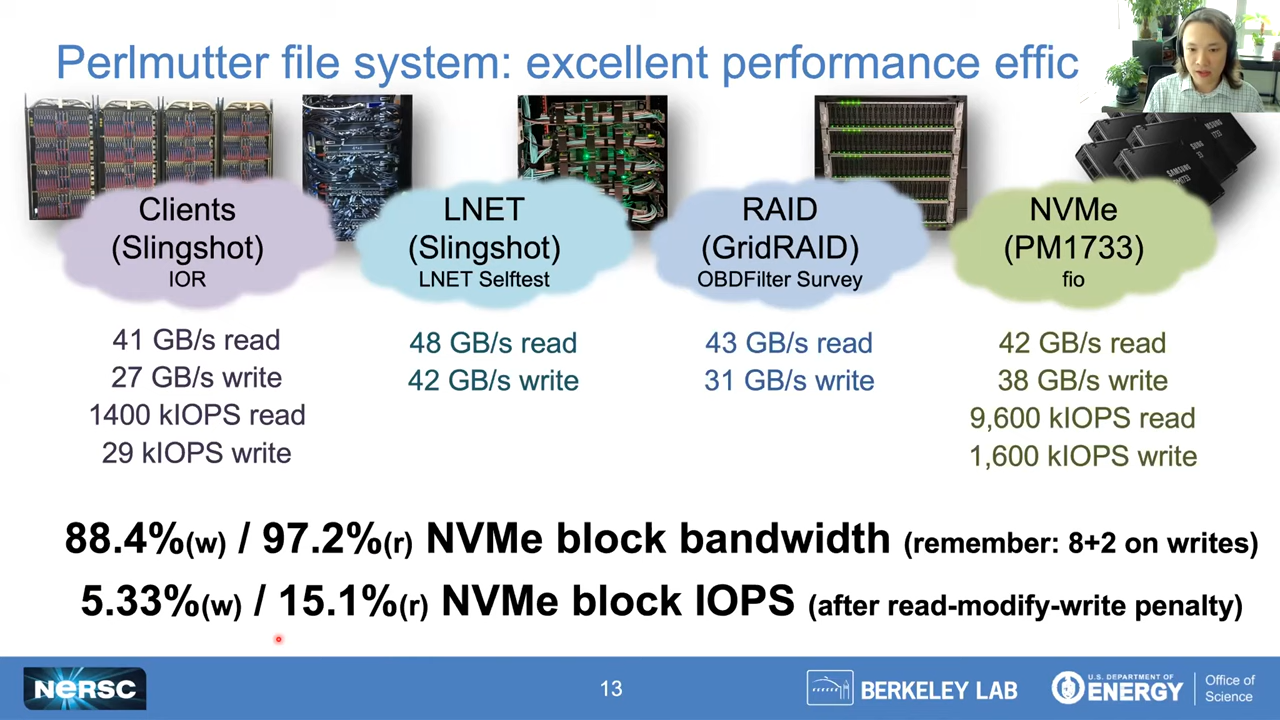 Perlmutter file system: excellent performance effic
SAMSUNG
PM1733
Clients
(Slingshot)
IOR
41 GB/s read
27 GB/s write
1400 kIOPS read
29 kIOPS write
LNET
(Slingshot)
LNET Selftest
48 GB/s read
42 GB/s write
RAID
(GridRAID)
OBDFilter Survey
43 GB/s read
31 GB/s write
NVMe
(PM1733)
fio
42 GB/s read
38 GB/s write
9,600 kIOPS read
1,600 kIOPS write
88.4%(w) / 97.2%(r) NVMe block bandwidth (remember: 8+2 on writes)
5.33%(w) / 15.1%(r) NVMe block IOPS (after read-modify-write penalty)
NERSC
13
BERKELEY LAB
U.S. DEPARTMENT OF
ENERGY
Office of
Science